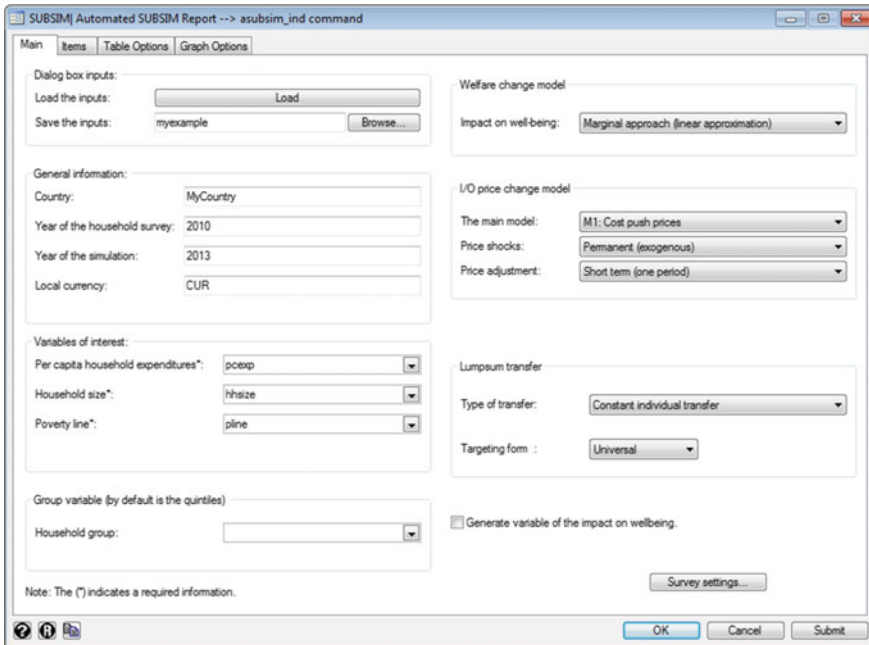 SUBSIM| Automated SUBSIM Report --> asubsim_ind command
Main Items Table Options Graph Options
Dialog box inputs:
Load the inputs: Load
Save the inputs: myexample Browse...
General information:
Country: MyCountry
Year of the household survey: 2010
Year of the simulation: 2013
Local currency: CUR
Variables of interest:
Per capita household expenditures*: pcexp
Household size*: hhsize
Poverty line*: pline
Group variable (by default is the quintiles)
Household group:
Note: The (*) indicates a required information.
Welfare change model
Impact on well-being: Marginal approach (linear approximation)
I/O price change model
The main model: M1: Cost push prices
Price shocks: Permanent (exogenous)
Price adjustment: Short term (one period)
Lumpsum transfer
Type of transfer: Constant individual transfer
Targeting form : Universal
Generate variable of the impact on wellbeing.
Survey settings...
OK Cancel Submit